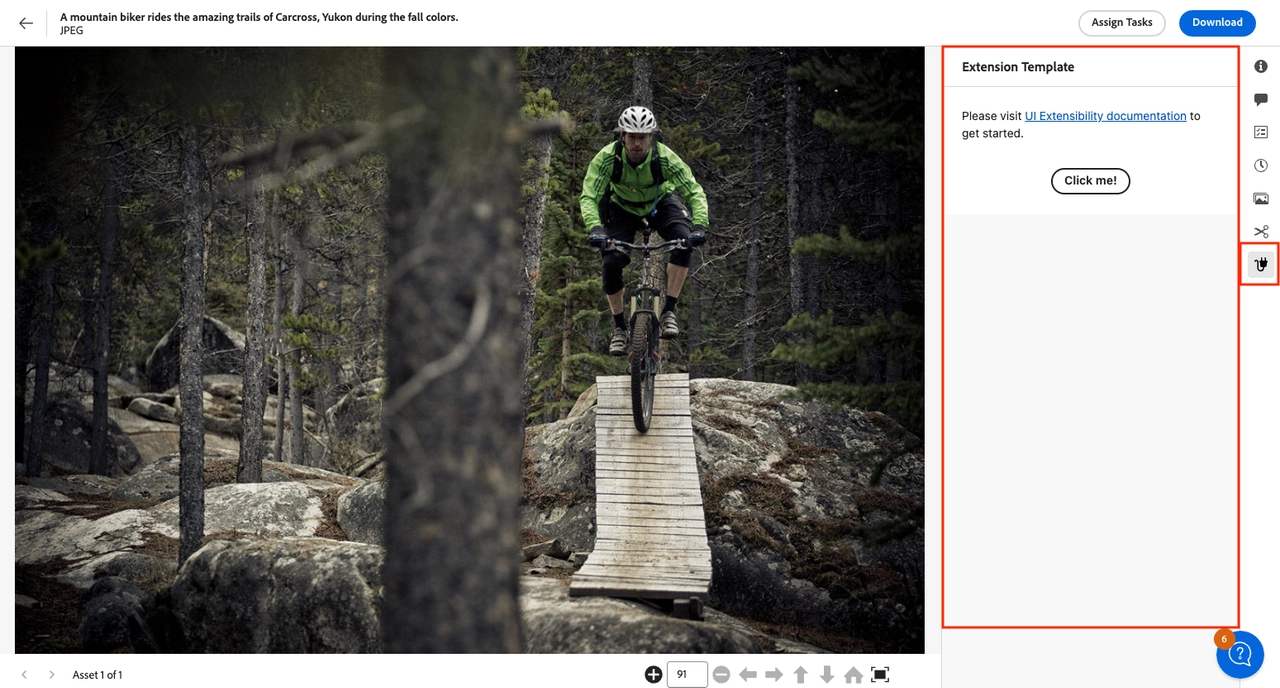 A mountain biker rides the amazing trails of Carcross, Yukon during the fall colors.
JPEG
Assign Tasks
Download
Extension Template
Please visit UI Extensibility documentation to
get started.
Click me!
Asset 1 of 1
91
6